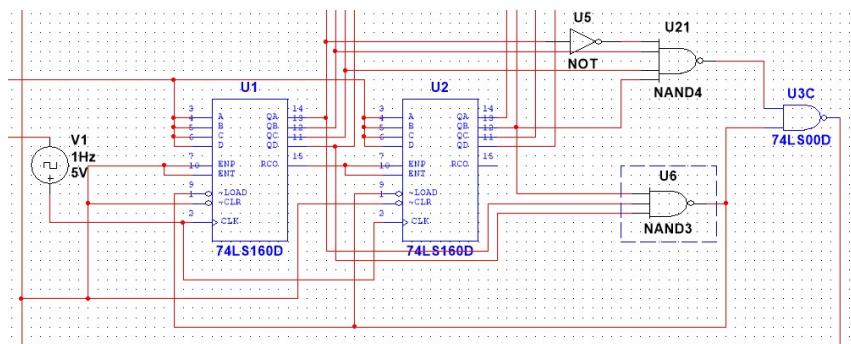 U5
NOT
U21
NAND4
U3C
74LS00D
V1
1Hz
5V
U1
3
4
5
6
7
10
9
1
2
A
B
C
D
ENP
ENT
~LOAD
~CLR
CLK
QA
QB
QC
QD
RCO
14
13
12
11
15
74LS160D
U2
3
4
5
6
7
10
9
1
2
A
B
C
D
ENP
ENT
~LOAD
~CLR
CLK
QA
QB
QC
QD
RCO
14
13
12
11
15
74LS160D
U6
NAND3